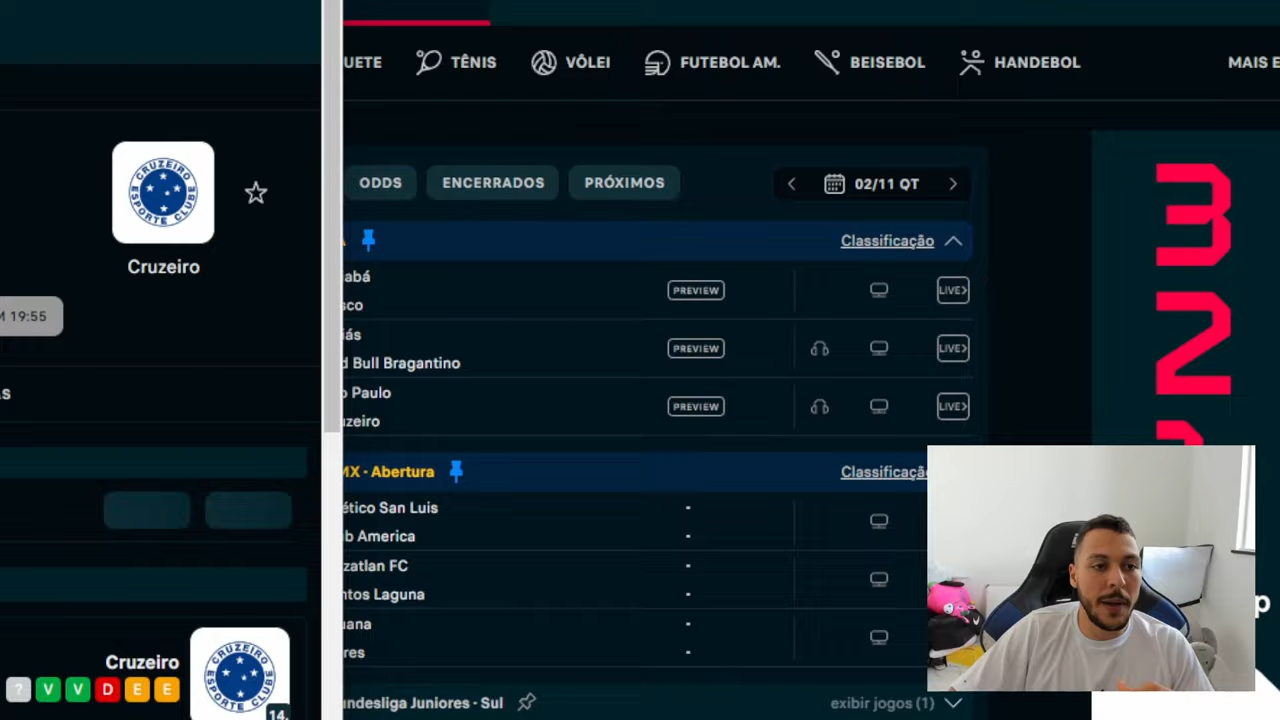 UETE
TÊNIS
VÔLEI
FUTEBOL AM.
BEISEBOL
HANDEBOL
MAIS E
CRUZEIRO
ESPORTE CLUBE
Cruzeiro
M 19:55
S
ODDS
ENCERRADOS
PRÓXIMOS
02/11 QT
Classificação
abá
sco
PREVIEW
LIVE>
iás
d Bull Bragantino
PREVIEW
LIVE>
o Paulo
uzeiro
PREVIEW
LIVE>
MX - Abertura
Classificação
ético San Luis
-
b America
-
zatlan FC
-
ntos Laguna
-
uana
-
res
-
ndesliga Juniores - Sul
exibir jogos (1)
Cruzeiro
? V V D E E
CRUZEIRO
ESPORTE CLUBE
14.
p